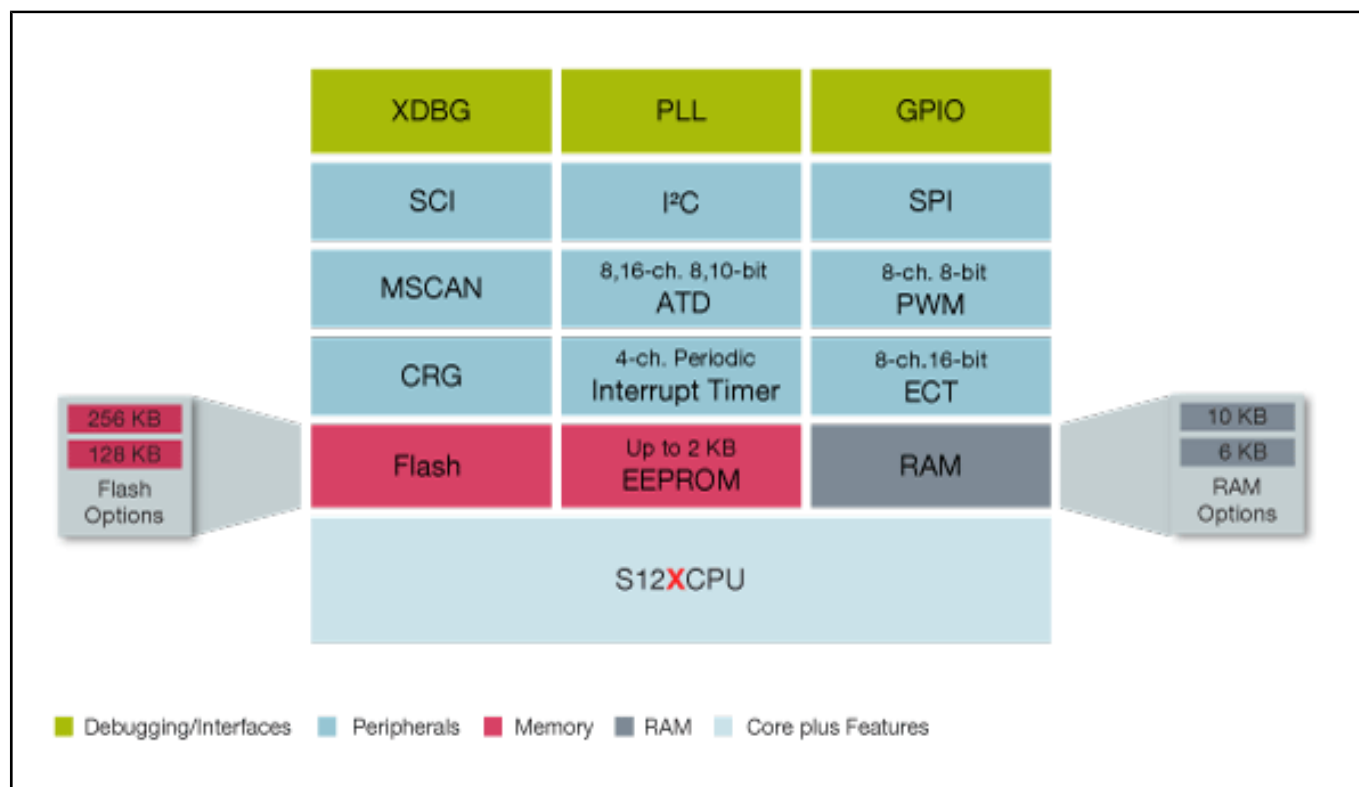 XDBG
PLL
GPIO
SCI
I²C
SPI
MSCAN
8,16-ch. 8,10-bit
ATD
8-ch. 8-bit
PWM
CRG
4-ch. Periodic
Interrupt Timer
8-ch.16-bit
ECT
256 KB
128 KB
Flash
Options
Flash
Up to 2 KB
EEPROM
RAM
10 KB
6 KB
RAM
Options
S12XCPU
Debugging/Interfaces
Peripherals
Memory
RAM
Core plus Features